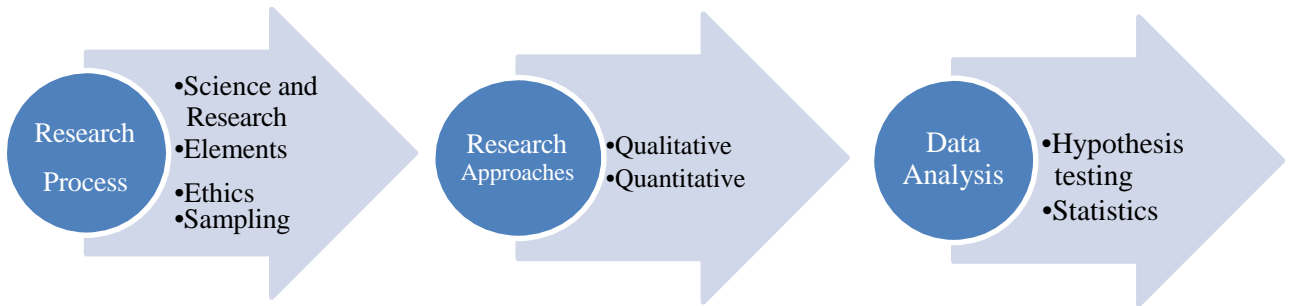 Research
Process
•Science and
Research
•Elements
•Ethics
•Sampling
Research
Approaches
•Qualitative
•Quantitative
Data
Analysis
•Hypothesis
testing
•Statistics